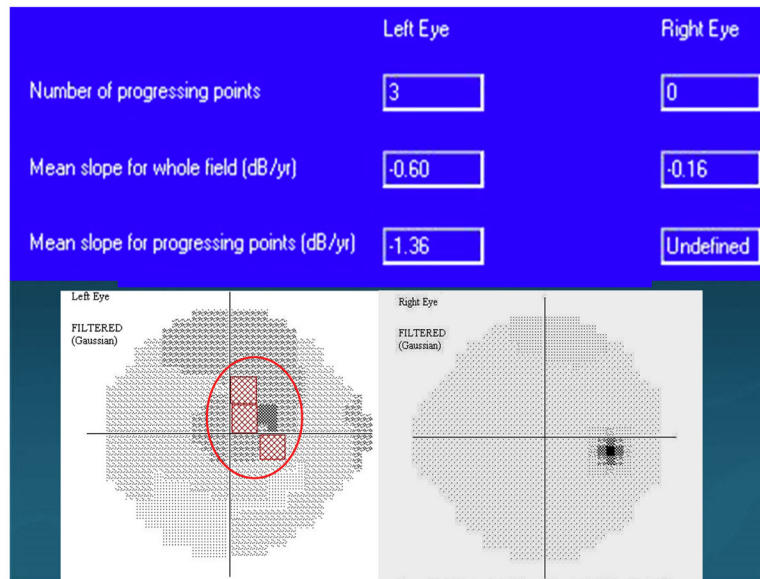 Left Eye Right Eye
Number of progressing points 3 0
Mean slope for whole field (dB/yr) -0.60 -0.16
Mean slope for progressing points (dB/yr) -1.36 Undefined
Left Eye
FILTERED
(Gaussian)
Right Eye
FILTERED
(Gaussian)